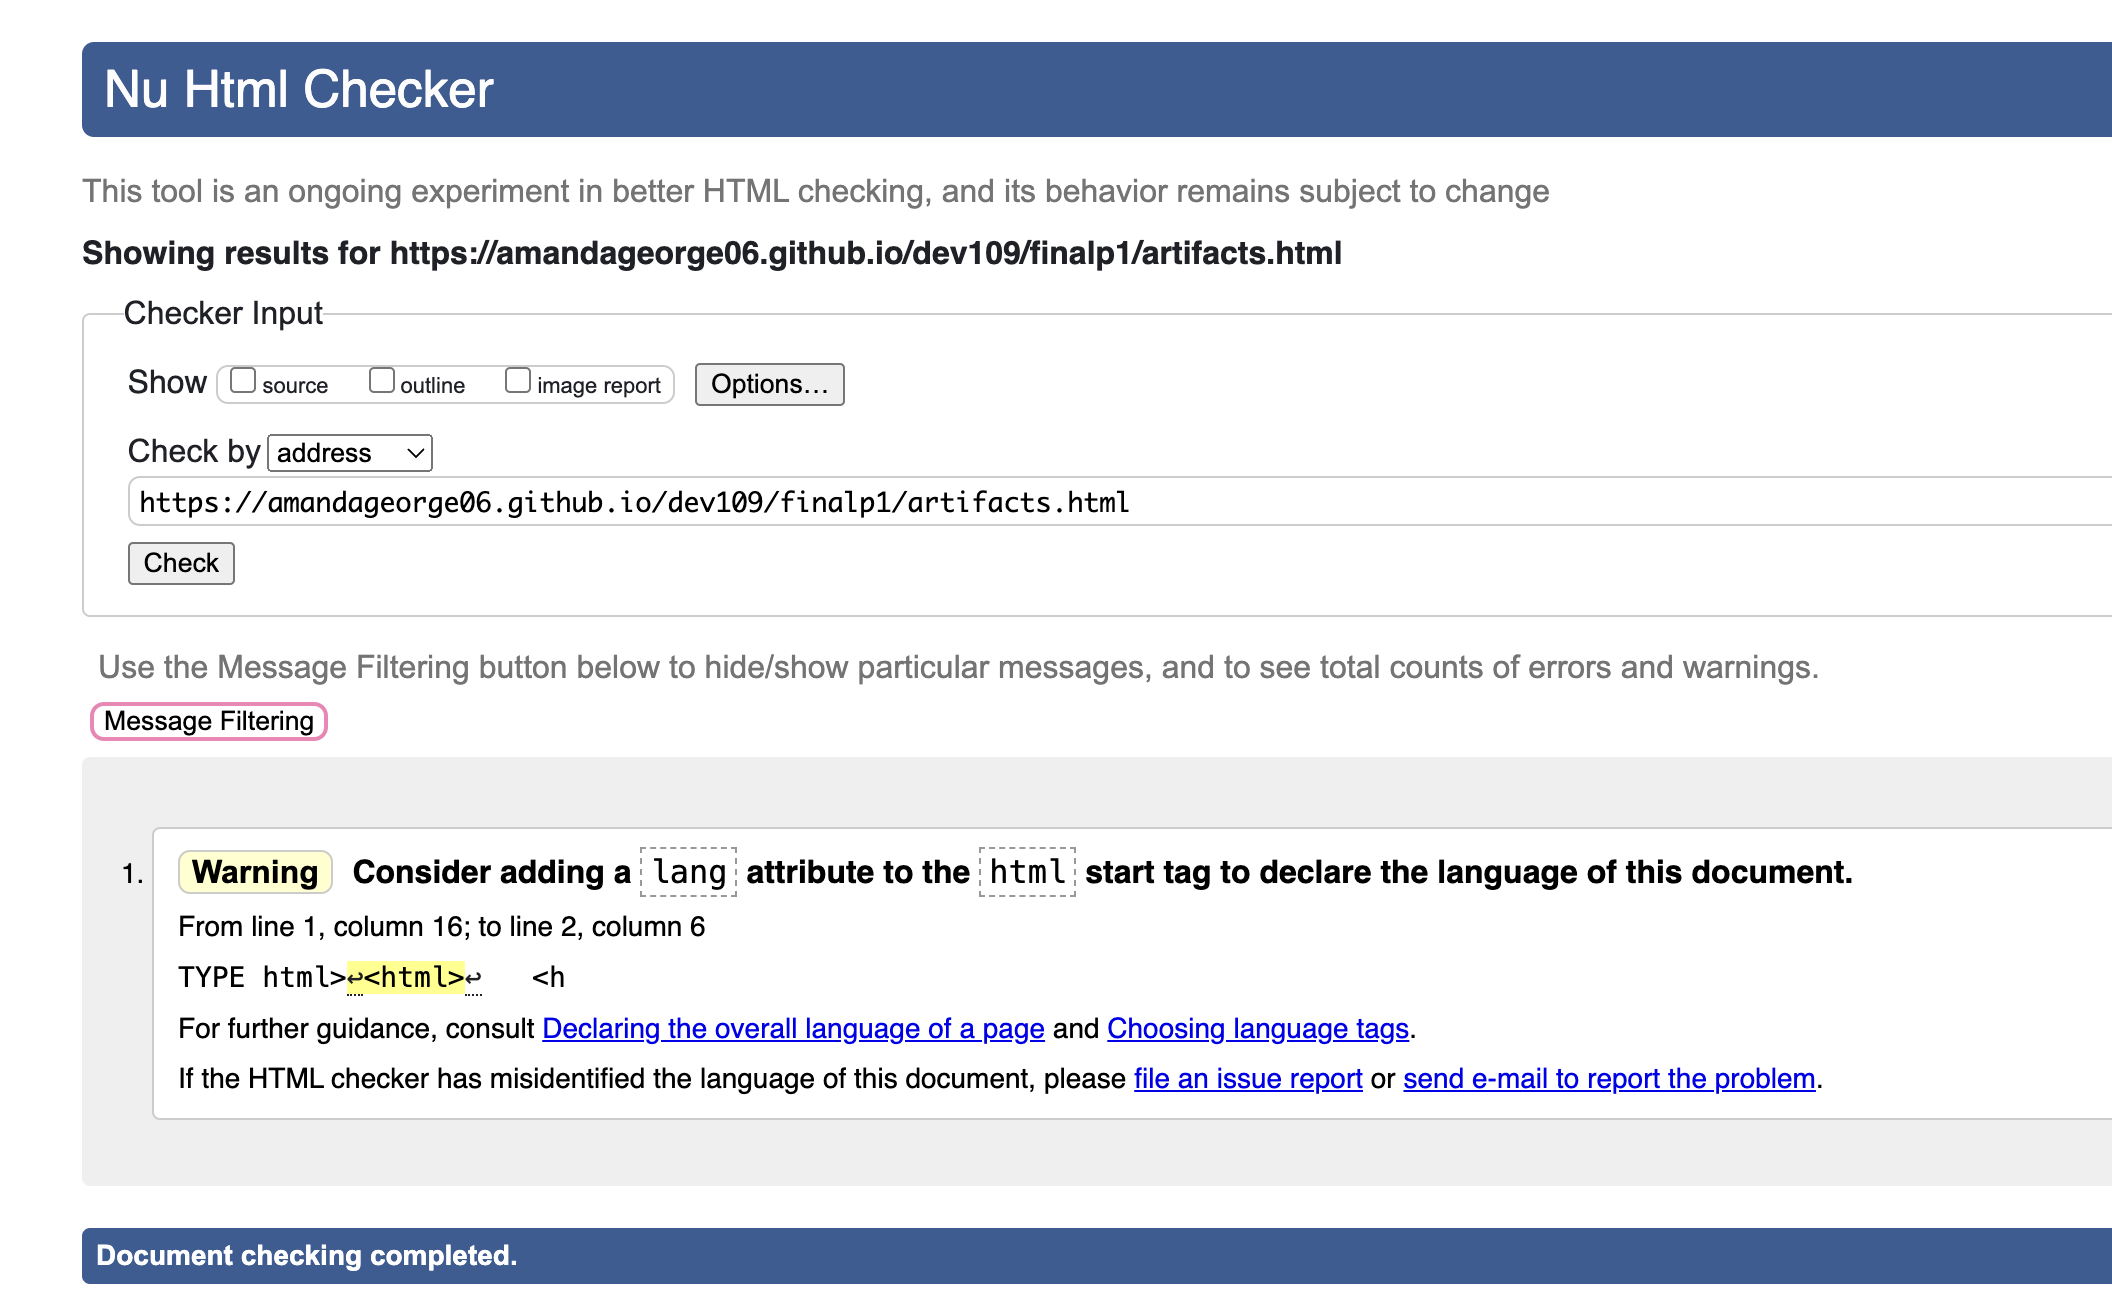 Nu Html Checker
This tool is an ongoing experiment in better HTML checking, and its behavior remains subject to change
Showing results for https://amandageorge06.github.io/dev109/finalp1/artifacts.html
Checker Input
Show source outline image report Options...
Check by address
https://amandageorge06.github.io/dev109/finalp1/artifacts.html
Check
Use the Message Filtering button below to hide/show particular messages, and to see total counts of errors and warnings.
Message Filtering
1. Warning Consider adding a lang attribute to the html start tag to declare the language of this document.
From line 1, column 16; to line 2, column 6
TYPE html>↩<html>↩ <h
For further guidance, consult Declaring the overall language of a page and Choosing language tags.
If the HTML checker has misidentified the language of this document, please file an issue report or send e-mail to report the problem.
Document checking completed.